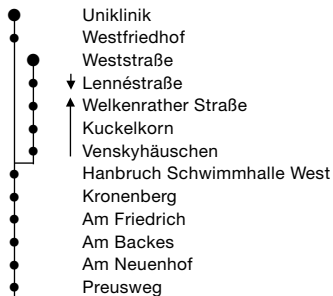 Uniklinik
Westfriedhof
Weststraße
Lennéstraße
Welkenrather Straße
Kuckelkorn
Venskyhäuschen
Hanbruch Schwimmhalle West
Kronenberg
Am Friedrich
Am Backes
Am Neuenhof
Preusweg